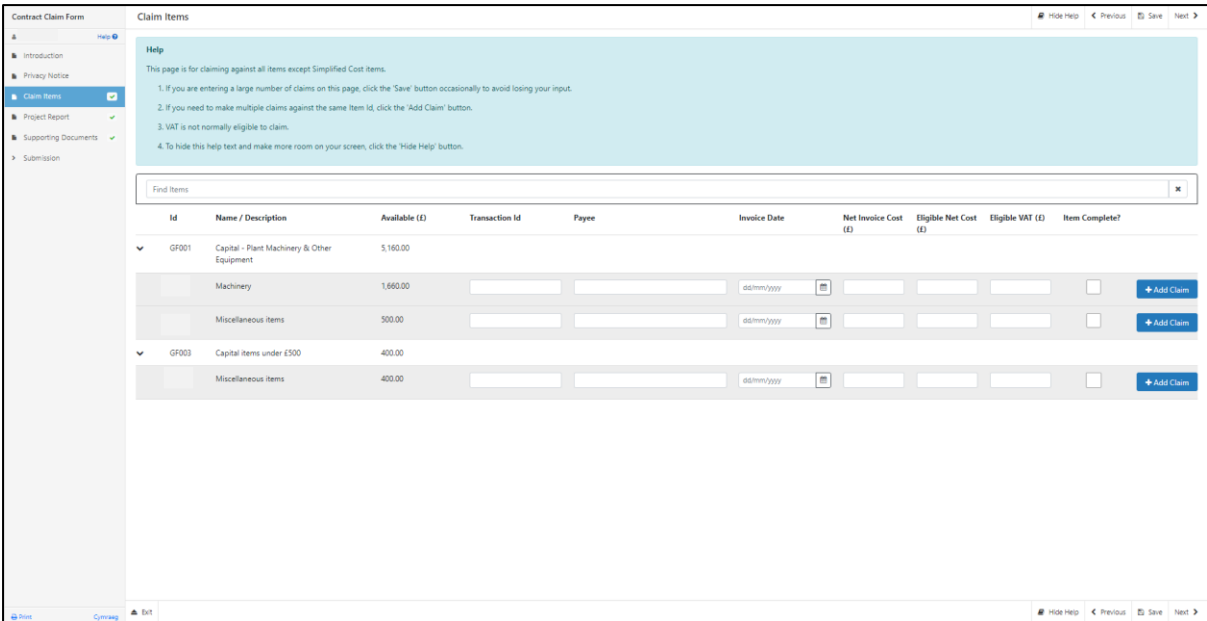 Contract Claim Form
Help
Introduction
Privacy Notice
Claim Items
Project Report
Supporting Documents
Submission
Print
Cymraeg
Claim Items
Hide Help
Previous
Save
Next
Help
This page is for claiming against all items except Simplified Cost items.
1. If you are entering a large number of claims on this page, click the 'Save' button occasionally to avoid losing your input.
2. If you need to make multiple claims against the same Item Id, click the 'Add Claim' button.
3. VAT is not normally eligible to claim.
4. To hide this help text and make more room on your screen, click the 'Hide Help' button.
Find Items
Id Name / Description Available (£) Transaction Id Payee Invoice Date Net Invoice Cost (£) Eligible Net Cost (£) Eligible VAT (£) Item Complete?
GF001 Capital - Plant Machinery & Other Equipment 5,160.00
Machinery 1,660.00 dd/mm/yyyy + Add Claim
Miscellaneous items 500.00 dd/mm/yyyy + Add Claim
GF003 Capital items under £500 400.00
Miscellaneous items 400.00 dd/mm/yyyy + Add Claim
Exit
Hide Help
Previous
Save
Next